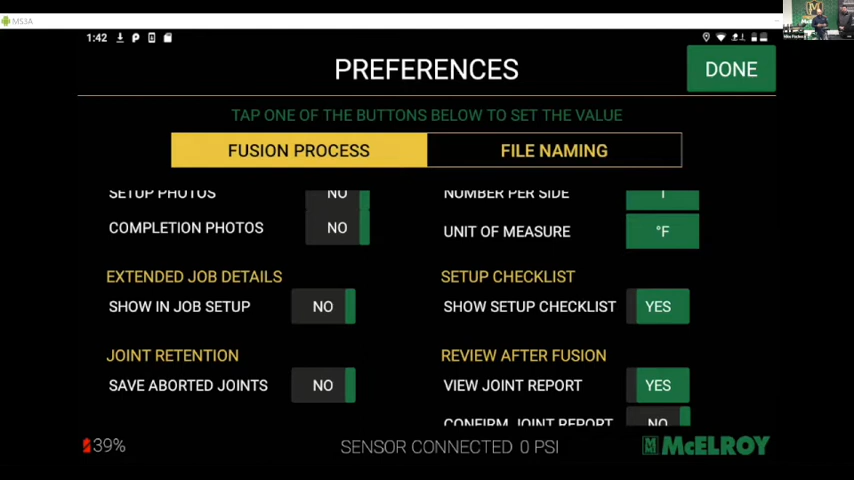 MS3A
1:42
PREFERENCES
DONE
TAP ONE OF THE BUTTONS BELOW TO SET THE VALUE
FUSION PROCESS
FILE NAMING
SETUP PHOTOS NO
NUMBER PER SIDE 1
COMPLETION PHOTOS NO
UNIT OF MEASURE °F
EXTENDED JOB DETAILS
SETUP CHECKLIST
SHOW IN JOB SETUP NO
SHOW SETUP CHECKLIST YES
JOINT RETENTION
REVIEW AFTER FUSION
SAVE ABORTED JOINTS NO
VIEW JOINT REPORT YES
CONFIRM JOINT REPORT NO
39%
SENSOR CONNECTED 0 PSI
McELROY